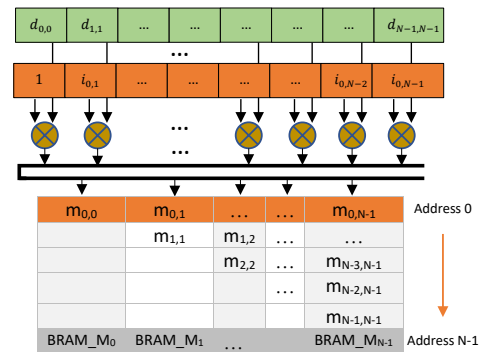 d0,0 d1,1 ... ... ... ... ... dN−1,N−1
...
1 i0,1 ... ... ... ... i0,N−2 i0,N−1
...
...
m0,0 m0,1 ... ... m0,N-1 Address 0
m1,1 m1,2 ... ...
m2,2 ... mN-3,N-1
... mN-2,N-1
mN-1,N-1
BRAM_M0 BRAM_M1 ... BRAM_MN-1 Address N-1